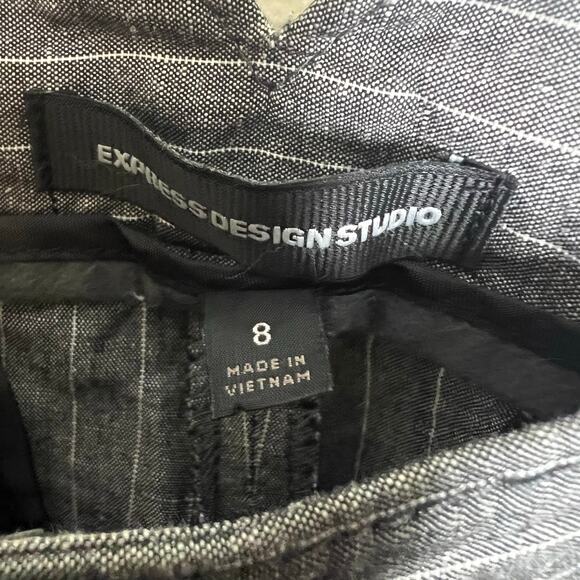 EXPRESS DESIGN STUDIO
8
MADE IN
VIETNAM